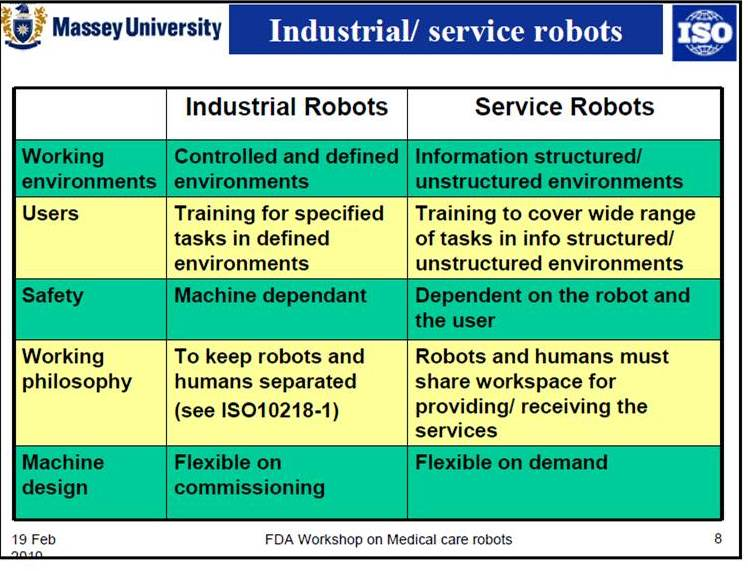 Massey University
Industrial/ service robots
ISO
Industrial Robots
Service Robots
Working
environments
Controlled and defined
environments
Information structured/
unstructured environments
Users
Training for specified
tasks in defined
environments
Training to cover wide range
of tasks in info structured/
unstructured environments
Safety
Machine dependant
Dependent on the robot and
the user
Working
philosophy
To keep robots and
humans separated
(see ISO10218-1)
Robots and humans must
share workspace for
providing/ receiving the
services
Machine
design
Flexible on
commissioning
Flexible on demand
19 Feb
FDA Workshop on Medical care robots
8